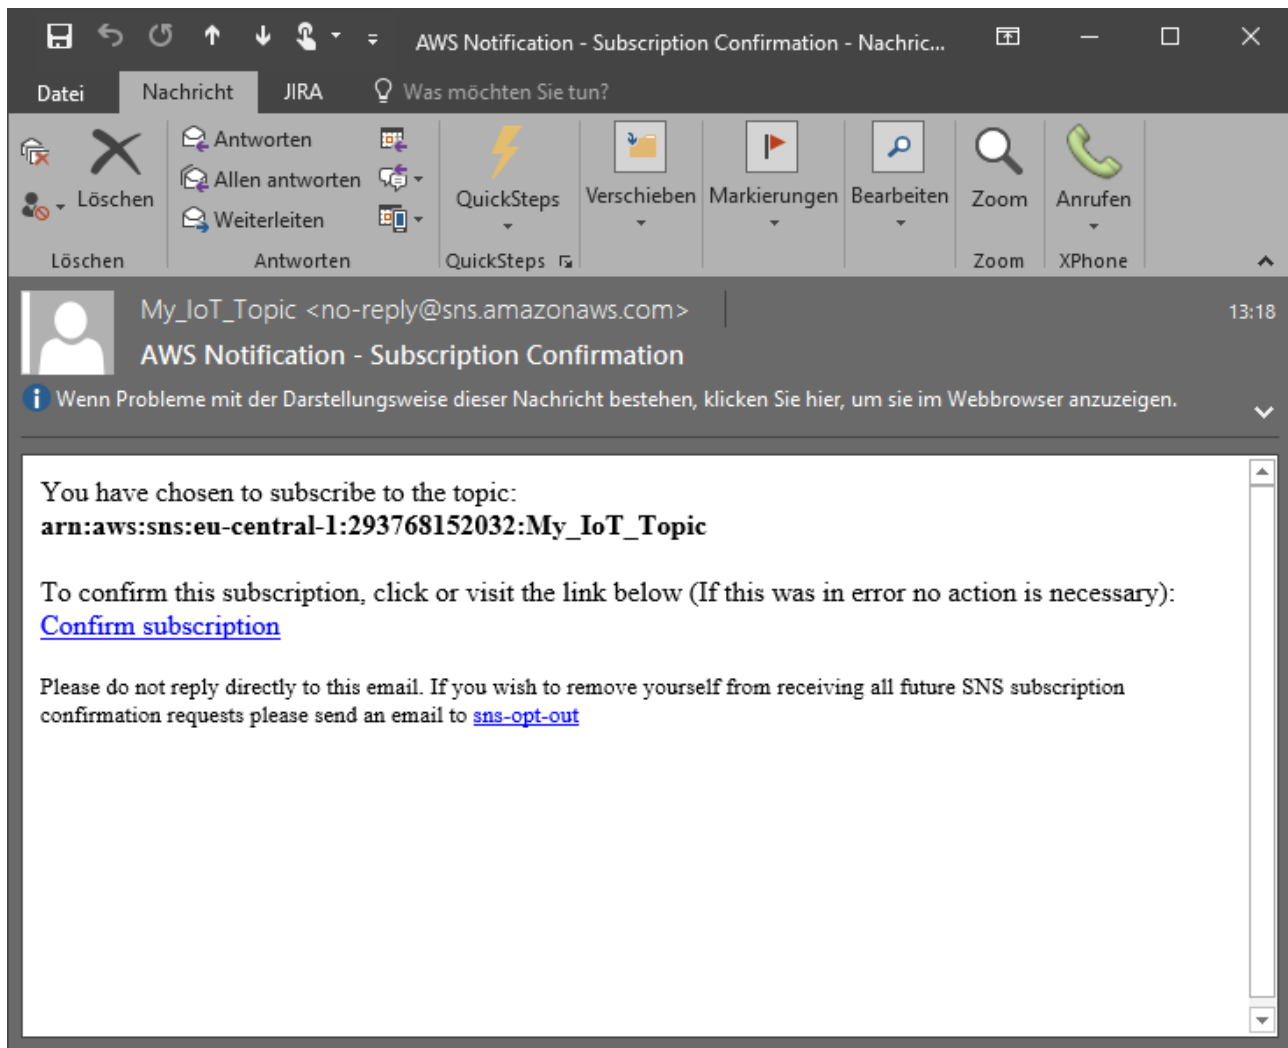 AWS Notification - Subscription Confirmation - Nachric...
Datei Nachricht JIRA Was möchten Sie tun?
Löschen
Antworten
Allen antworten
Weiterleiten
QuickSteps
Verschieben
Markierungen
Bearbeiten
Zoom
Anrufen
Löschen Antworten QuickSteps Zoom XPhone
My_IoT_Topic <no-reply@sns.amazonaws.com> 13:18
AWS Notification - Subscription Confirmation
Wenn Probleme mit der Darstellungsweise dieser Nachricht bestehen, klicken Sie hier, um sie im Webbrowser anzuzeigen.
You have chosen to subscribe to the topic:
arn:aws:sns:eu-central-1:293768152032:My_IoT_Topic
To confirm this subscription, click or visit the link below (If this was in error no action is necessary):
Confirm subscription
Please do not reply directly to this email. If you wish to remove yourself from receiving all future SNS subscription
confirmation requests please send an email to sns-opt-out